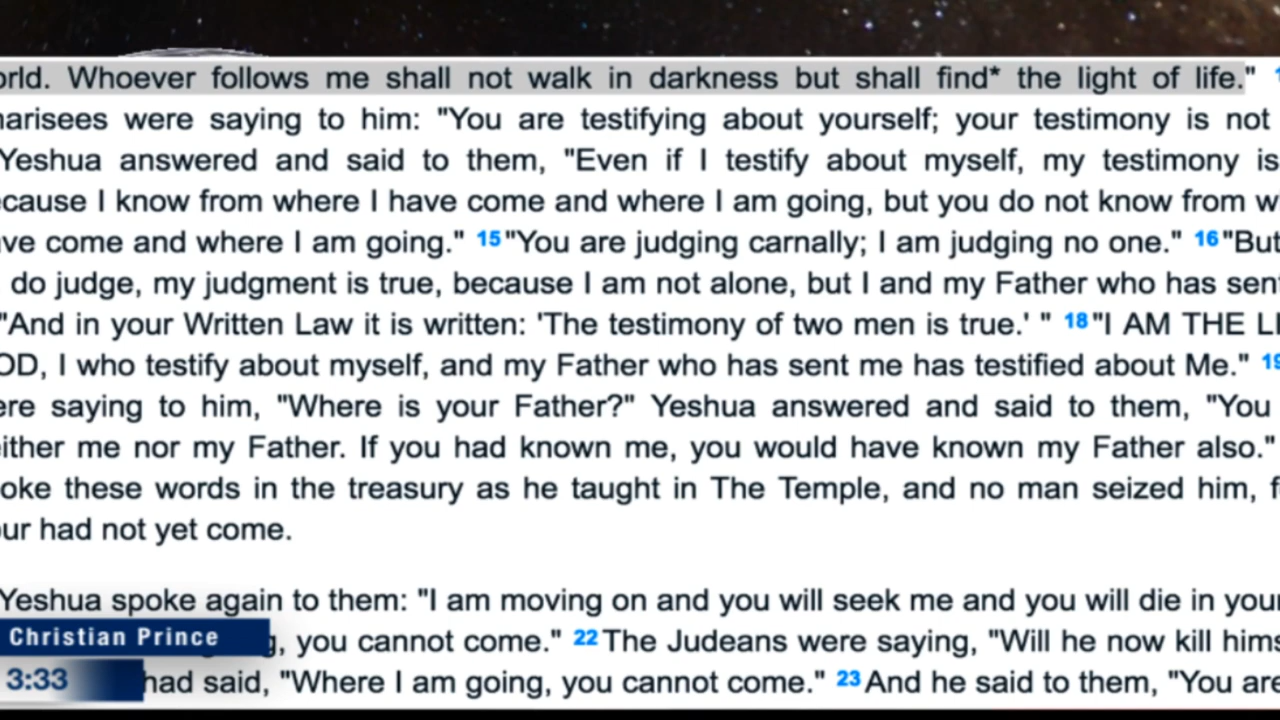 orld. Whoever follows me shall not walk in darkness but shall find* the light of life."
harisees were saying to him: "You are testifying about yourself; your testimony is not
Yeshua answered and said to them, "Even if I testify about myself, my testimony is
ecause I know from where I have come and where I am going, but you do not know from w
ave come and where I am going." 15 "You are judging carnally; I am judging no one." 16 "But
do judge, my judgment is true, because I am not alone, but I and my Father who has sent
"And in your Written Law it is written: 'The testimony of two men is true.' " 18 "I AM THE LI
OD, I who testify about myself, and my Father who has sent me has testified about Me." 19
ere saying to him, "Where is your Father?" Yeshua answered and said to them, "You
either me nor my Father. If you had known me, you would have known my Father also."
oke these words in the treasury as he taught in The Temple, and no man seized him, f
our had not yet come.
Yeshua spoke again to them: "I am moving on and you will seek me and you will die in your
Christian Prince
g, you cannot come." 22 The Judeans were saying, "Will he now kill hims
3:33
had said, "Where I am going, you cannot come." 23 And he said to them, "You are